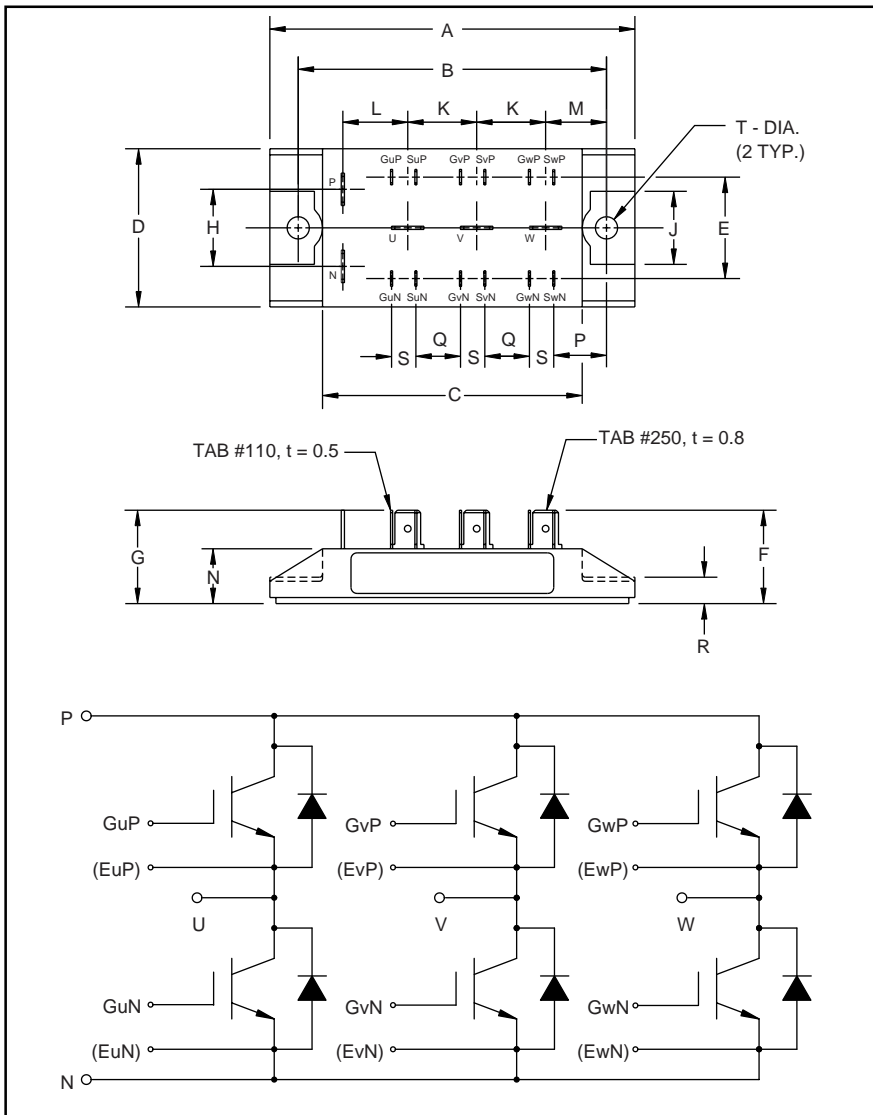 A
B
L K K M
T - DIA.
(2 TYP.)
GuP SuP GvP SvP GwP SwP
P
D H J E
U V W
N
GuN SuN GvN SvN GwN SwN
S Q S Q S P
C
TAB #110, t = 0.5
TAB #250, t = 0.8
G N F
R
P
GuP GvP GwP
(EuP) (EvP) (EwP)
U V W
GuN GvN GwN
(EuN) (EvN) (EwN)
N